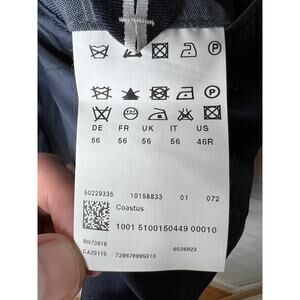 P
P
DE FR UK IT US
56 56 56 56 46R
50229335 10158833 01 072
Coastus
1001 5100150449 00010
RN73616
CA23115 729679995310 6026923